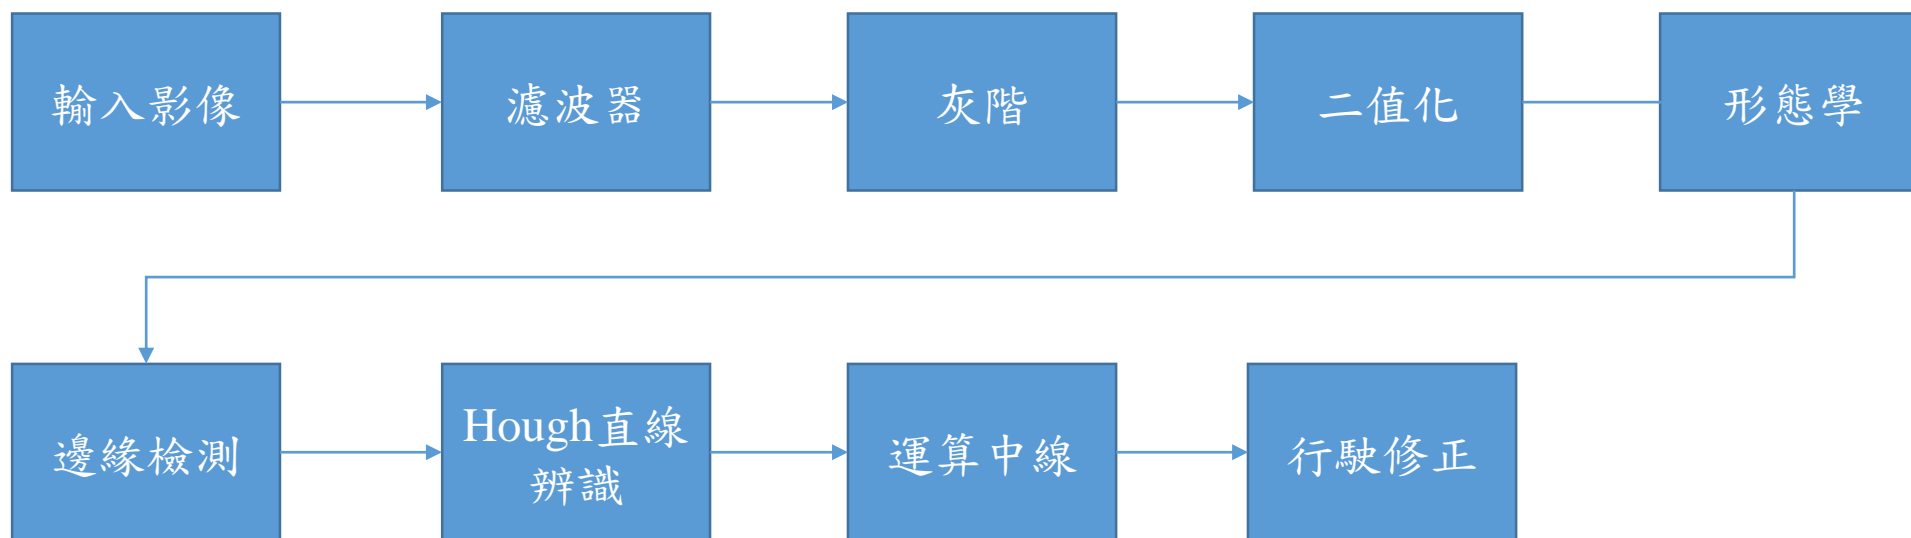 輸入影像
濾波器
灰階
二值化
形態學
邊緣檢測
Hough直線
辨識
運算中線
行駛修正